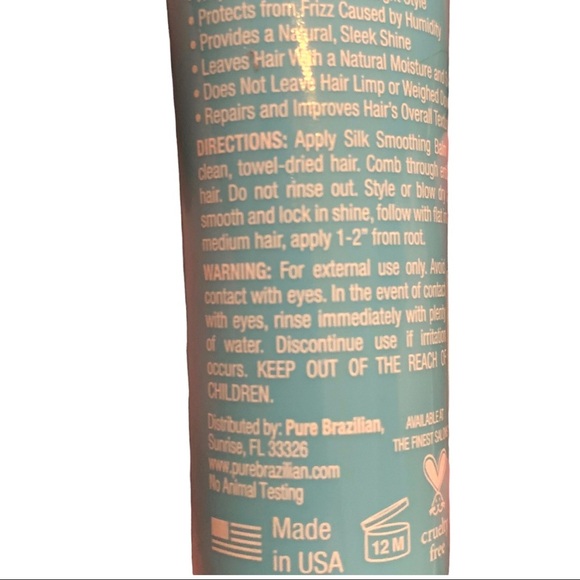 Style
• Protects from Frizz Caused by Humidity
• Provides a Natural, Sleek Shine
• Leaves Hair With a Natural Moisture and
• Does Not Leave Hair Limp or Weighed
• Repairs and Improves Hair's Overall
DIRECTIONS: Apply Silk Smoothing
clean, towel-dried hair. Comb through
hair. Do not rinse out. Style or blow dry
smooth and lock in shine, follow with flat
medium hair, apply 1-2" from root.
WARNING: For external use only. Avoid
contact with eyes. In the event of contact
with eyes, rinse immediately with plenty
of water. Discontinue use if irritation
occurs. KEEP OUT OF THE REACH OF
CHILDREN.
Distributed by: Pure Brazilian,
Sunrise, FL 33326
www.purebrazilian.com
No Animal Testing
AVAILABLE AT
THE FINEST
Made
in USA
12 M
cruelty
free